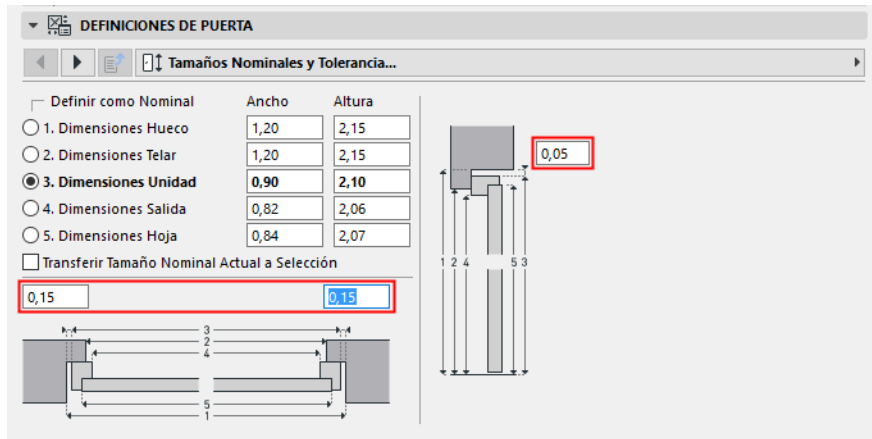 DEFINICIONES DE PUERTA
Tamaños Nominales y Tolerancia...
Definir como Nominal Ancho Altura
1. Dimensiones Hueco 1,20 2,15
2. Dimensiones Telar 1,20 2,15
3. Dimensiones Unidad 0,90 2,10
4. Dimensiones Salida 0,82 2,06
5. Dimensiones Hoja 0,84 2,07
Transferir Tamaño Nominal Actual a Selección
0,15 0,15
3
2
4
5
1
0,05
1 2 4 5 3